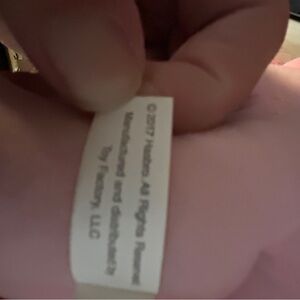 © 2017 Hasbro. All Rights Reserved
Manufactured and distributed by
Toy Factory, LLC